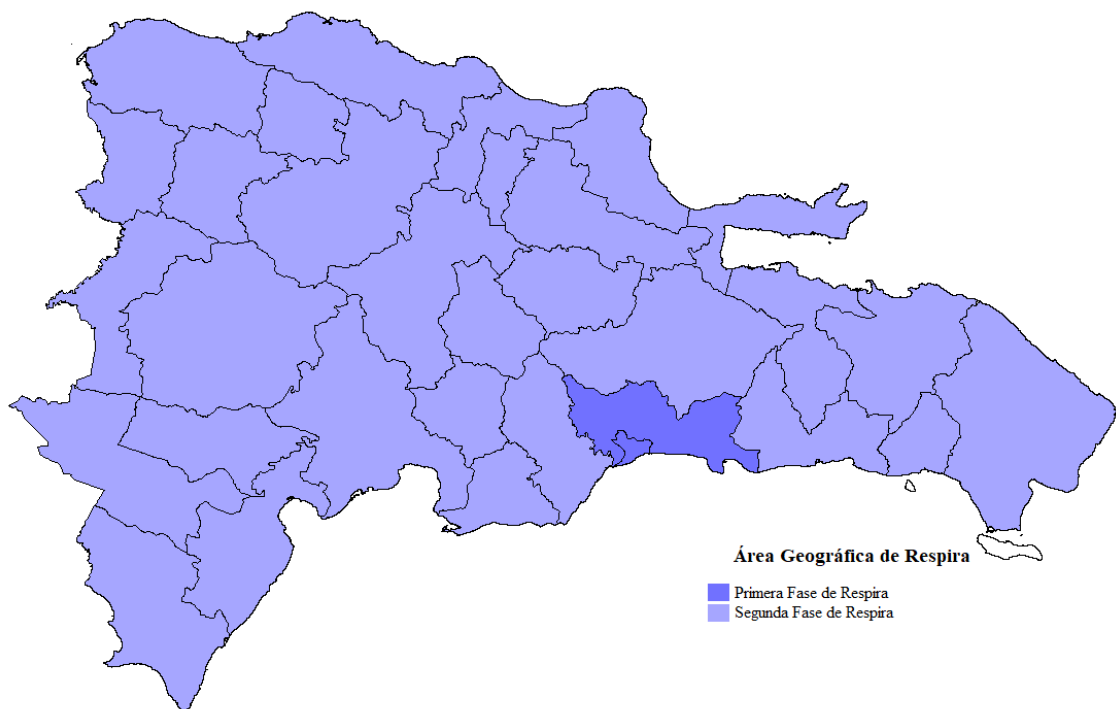 Área Geográfica de Respira
Primera Fase de Respira
Segunda Fase de Respira